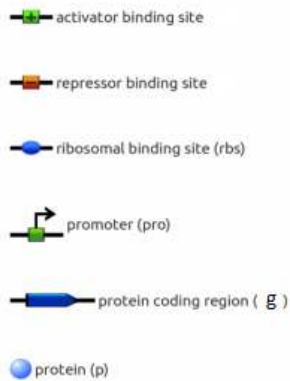 activator binding site
repressor binding site
ribosomal binding site (rbs)
promoter (pro)
protein coding region ( g )
protein (p)